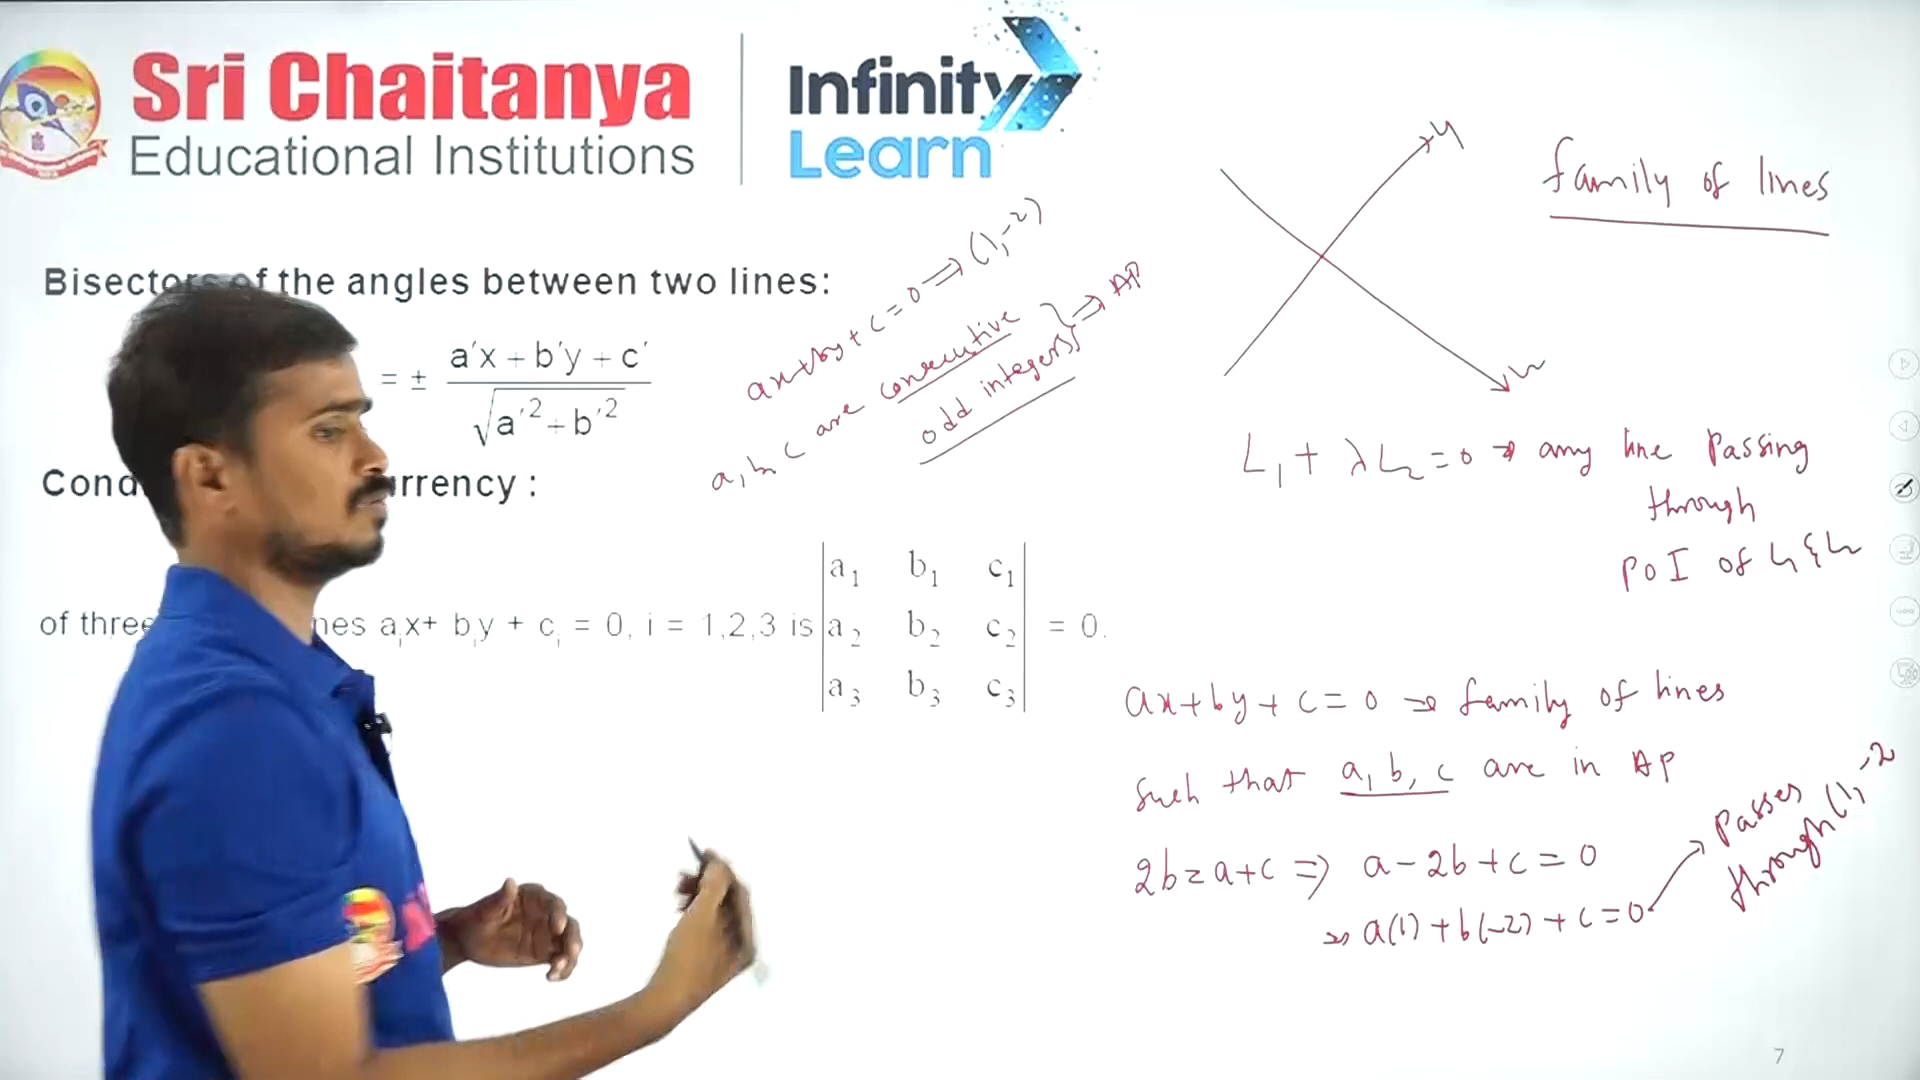 Sri Chaitanya
Educational Institutions
Infinity
Learn
family of lines
Bisectors of the angles between two lines:
= ± a′x + b′y + c′ / √a′² + b′²
ax+by+c=0 ⇒ (1,-2)
a, b, c are consecutive
odd integers} ⇒ AP
L₁
L₂
L₁ + λL₂ = 0 → any line passing
through
POI of L₁ & L₂
Cond rrency :
of three nes aᵢx+ bᵢy + cᵢ = 0, i = 1,2,3 is |a₁ b₁ c₁
a₂ b₂ c₂
a₃ b₃ c₃| = 0.
ax+by+c=0 ⇒ family of lines
such that a, b, c are in AP
2b=a+c ⇒ a-2b+c=0
⇒ a(1)+b(-2)+c=0
Passes
through (1,-2
7